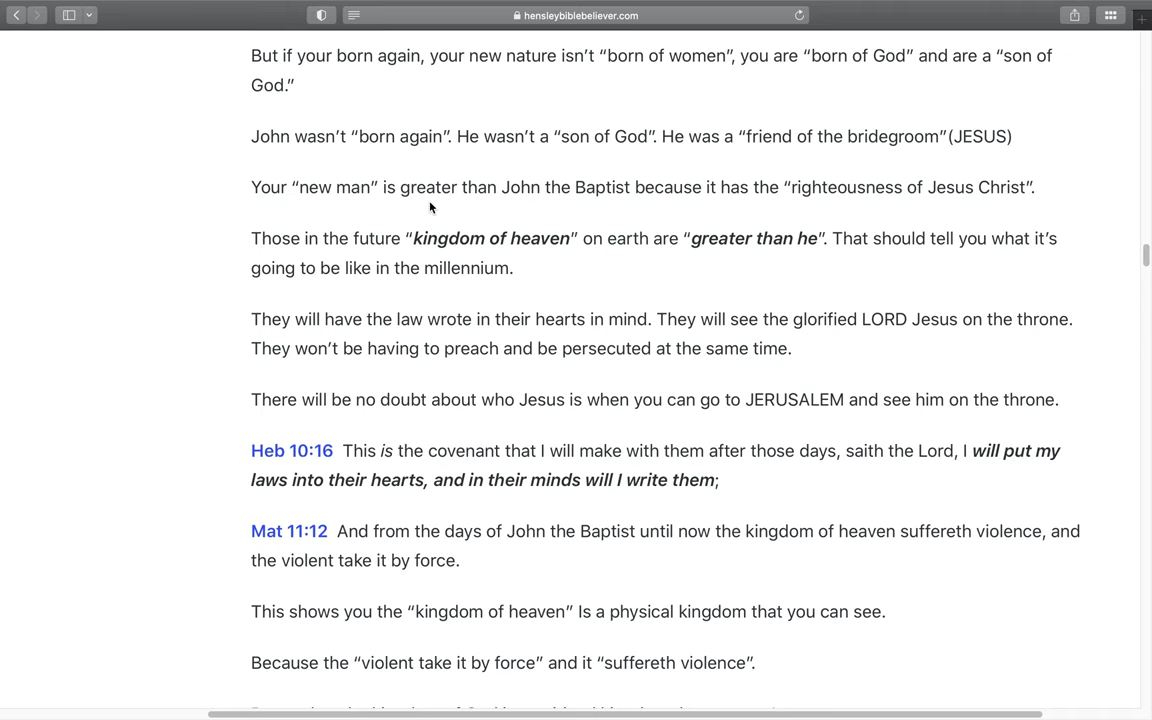 hensleybiblebeliever.com
But if your born again, your new nature isn’t “born of women”, you are “born of God” and are a “son of
God.”
John wasn’t “born again”. He wasn’t a “son of God”. He was a “friend of the bridegroom”(JESUS)
Your “new man” is greater than John the Baptist because it has the “righteousness of Jesus Christ”.
Those in the future “kingdom of heaven” on earth are “greater than he”. That should tell you what it’s
going to be like in the millennium.
They will have the law wrote in their hearts in mind. They will see the glorified LORD Jesus on the throne.
They won’t be having to preach and be persecuted at the same time.
There will be no doubt about who Jesus is when you can go to JERUSALEM and see him on the throne.
Heb 10:16 This is the covenant that I will make with them after those days, saith the Lord, I will put my
laws into their hearts, and in their minds will I write them;
Mat 11:12 And from the days of John the Baptist until now the kingdom of heaven suffereth violence, and
the violent take it by force.
This shows you the “kingdom of heaven” Is a physical kingdom that you can see.
Because the “violent take it by force” and it “suffereth violence”.